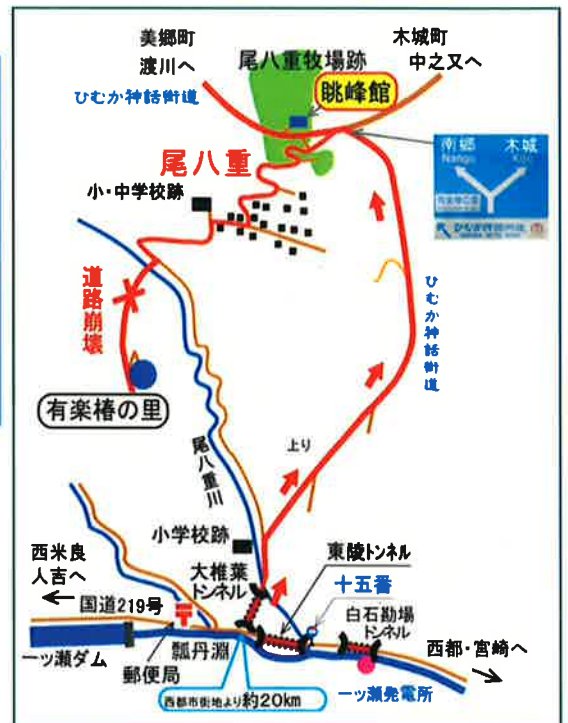 美郷町
渡川へ
ひむか神話街道
木城町
中之又へ
尾八重牧場跡
眺峰館
尾八重
小・中学校跡
南郷
木城
Nango
道路崩壊
有楽椿の里
ひむか神話街道
上り
尾八重川
小学校跡
大椎葉
トンネル
東陵トンネル
十五番
白石勘場
トンネル
西米良
人吉へ
国道219号
一ッ瀬ダム
郵便局
瓢丹淵
西都市街地より約20km
一ッ瀬発電所
西都・宮崎へ